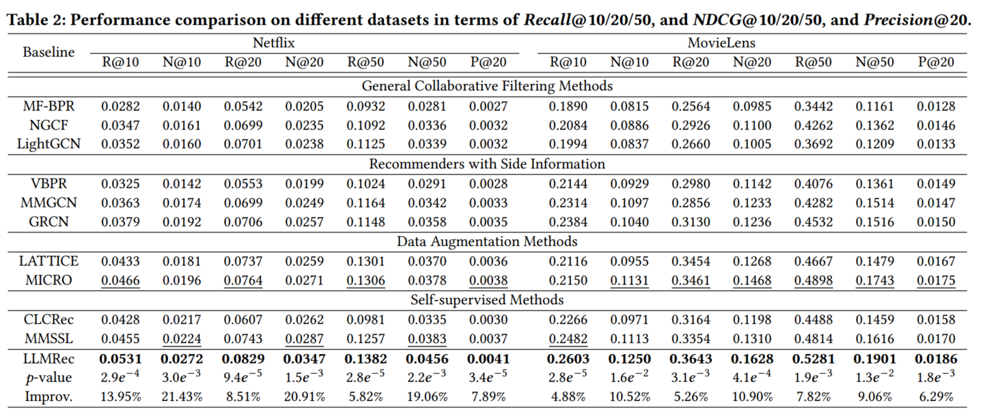 Table 2: Performance comparison on different datasets in terms of Recall@10/20/50, and NDCG@10/20/50, and Precision@20.
Baseline Netflix MovieLens
R@10 N@10 R@20 N@20 R@50 N@50 P@20 R@10 N@10 R@20 N@20 R@50 N@50 P@20
General Collaborative Filtering Methods
MF-BPR 0.0282 0.0140 0.0542 0.0205 0.0932 0.0281 0.0027 0.1890 0.0815 0.2564 0.0985 0.3442 0.1161 0.0128
NGCF 0.0347 0.0161 0.0699 0.0235 0.1092 0.0336 0.0032 0.2084 0.0886 0.2926 0.1100 0.4262 0.1362 0.0146
LightGCN 0.0352 0.0160 0.0701 0.0238 0.1125 0.0339 0.0032 0.1994 0.0837 0.2660 0.1005 0.3692 0.1209 0.0133
Recommenders with Side Information
VBPR 0.0325 0.0142 0.0553 0.0199 0.1024 0.0291 0.0028 0.2144 0.0929 0.2980 0.1142 0.4076 0.1361 0.0149
MMGCN 0.0363 0.0174 0.0699 0.0249 0.1164 0.0342 0.0033 0.2314 0.1097 0.2856 0.1233 0.4282 0.1514 0.0147
GRCN 0.0379 0.0192 0.0706 0.0257 0.1148 0.0358 0.0035 0.2384 0.1040 0.3130 0.1236 0.4532 0.1516 0.0150
Data Augmentation Methods
LATTICE 0.0433 0.0181 0.0737 0.0259 0.1301 0.0370 0.0036 0.2116 0.0955 0.3454 0.1268 0.4667 0.1479 0.0167
MICRO 0.0466 0.0196 0.0764 0.0271 0.1306 0.0378 0.0038 0.2150 0.1131 0.3461 0.1468 0.4898 0.1743 0.0175
Self-supervised Methods
CLCRec 0.0428 0.0217 0.0607 0.0262 0.0981 0.0335 0.0030 0.2266 0.0971 0.3164 0.1198 0.4488 0.1459 0.0158
MMSSL 0.0455 0.0224 0.0743 0.0287 0.1257 0.0383 0.0037 0.2482 0.1113 0.3354 0.1310 0.4814 0.1616 0.0170
LLMRec 0.0531 0.0272 0.0829 0.0347 0.1382 0.0456 0.0041 0.2603 0.1250 0.3643 0.1628 0.5281 0.1901 0.0186
p-value 2.9e⁻⁴ 3.0e⁻³ 9.4e⁻⁵ 1.5e⁻³ 2.8e⁻⁵ 2.2e⁻³ 3.4e⁻⁵ 2.8e⁻⁵ 1.6e⁻² 3.1e⁻³ 4.1e⁻⁴ 1.9e⁻³ 1.3e⁻² 1.8e⁻³
Improv. 13.95% 21.43% 8.51% 20.91% 5.82% 19.06% 7.89% 4.88% 10.52% 5.26% 10.90% 7.82% 9.06% 6.29%